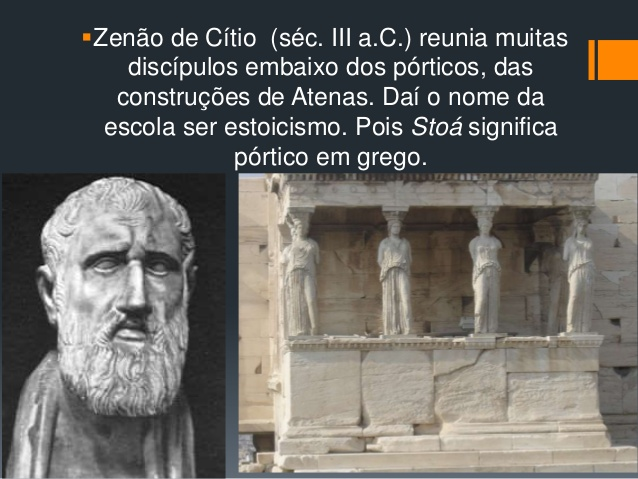 ▪Zenão de Cítio  (séc. III a.C.) reunia muitas
discípulos embaixo dos pórticos, das
construções de Atenas. Daí o nome da
escola ser estoicismo. Pois Stoá significa
pórtico em grego.